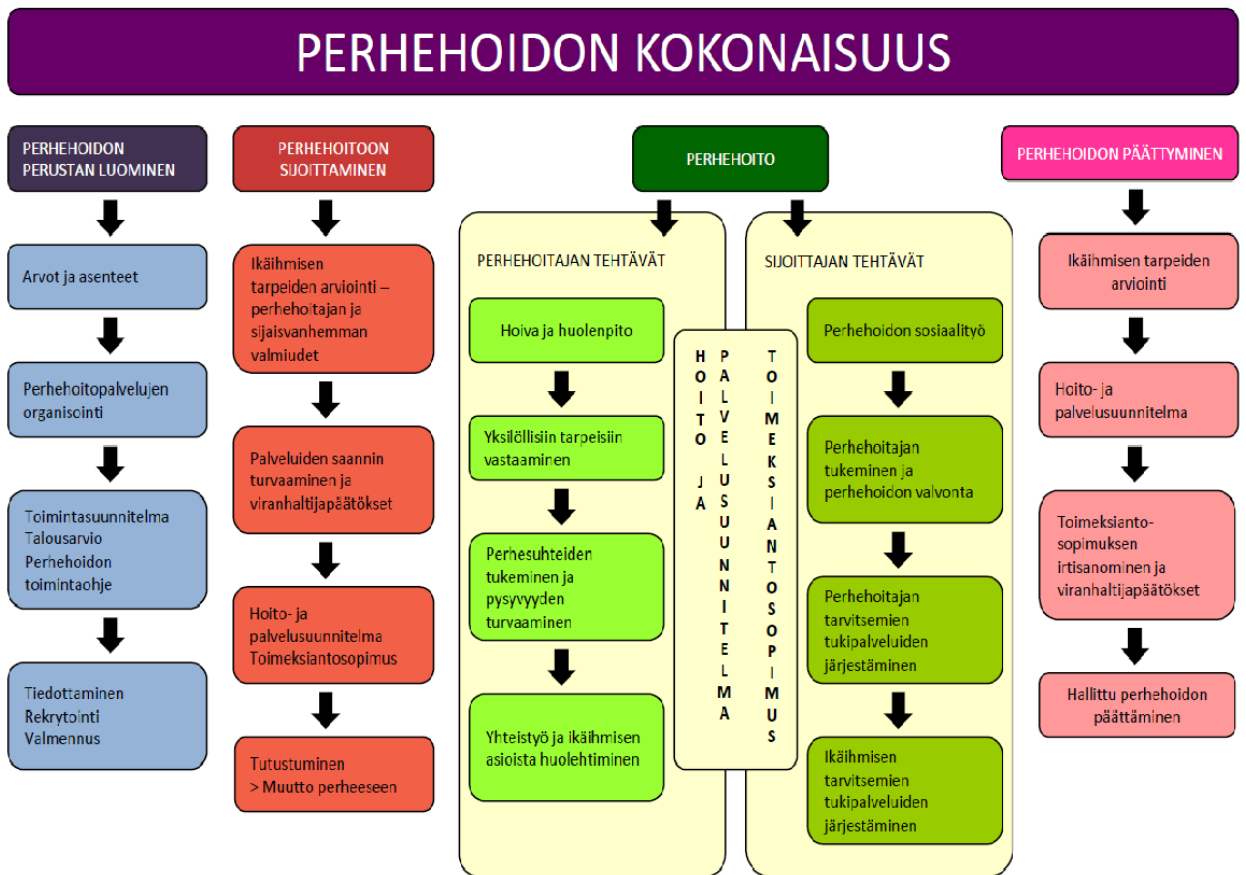 PERHEHOIDON KOKONAISUUS
PERHEHOIDON
PERUSTAN LUOMINEN
Arvot ja asenteet
Perhehoitopalvelujen
organisointi
Toimintasuunnitelma
Talousarvio
Perhehoidon
toimintaohje
Tiedottaminen
Rekrytointi
Valmennus
PERHEHOITOON
SIJOITTAMINEN
Ikäihmisen
tarpeiden arviointi –
perhehoitajan ja
sijaisvanhemman
valmiudet
Palveluiden saannin
turvaaminen ja
viranhaltijapäätökset
Hoito- ja
palvelusuunnitelma
Toimeksiantosopimus
Tutustuminen
> Muutto perheeseen
PERHEHOITO
PERHEHOITAJAN TEHTÄVÄT
Hoiva ja huolenpito
Yksilöllisiin tarpeisiin
vastaaminen
Perhesuhteiden
tukeminen ja
pysyvyyden
turvaaminen
Yhteistyö ja ikäihmisen
asioista huolehtiminen
HOITO JA
PALVELUSUUNNITELMA
TOIMEKSIANTOSOPIMUS
SIJOITTAJAN TEHTÄVÄT
Perhehoidon sosiaalityö
Perhehoitajan
tukeminen ja
perhehoidon valvonta
Perhehoitajan
tarvitsemien
tukipalveluiden
järjestäminen
Ikäihmisen
tarvitsemien
tukipalveluiden
järjestäminen
PERHEHOIDON PÄÄTTYMINEN
Ikäihmisen tarpeiden
arviointi
Hoito- ja
palvelusuunnitelma
Toimeksianto-
sopimuksen
irtisanominen ja
viranhaltijapäätökset
Hallittu perhehoidon
päättäminen